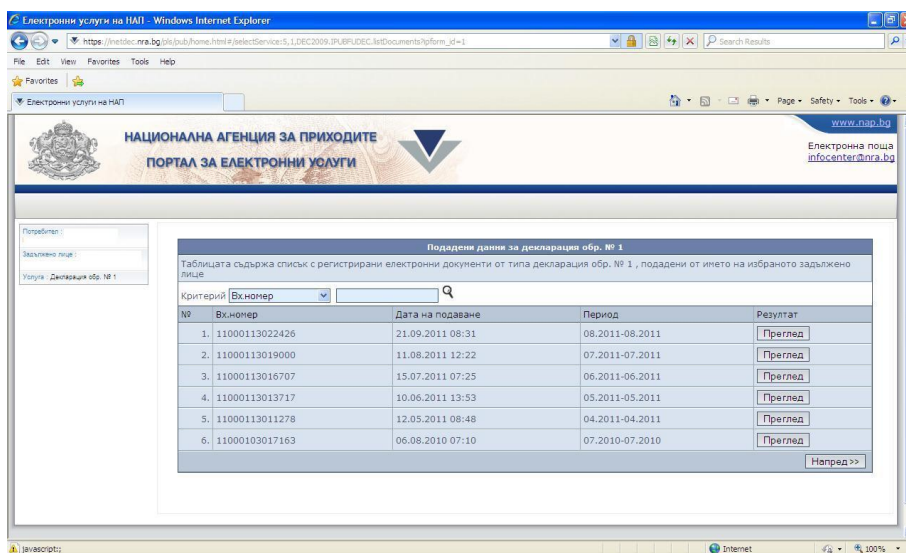 Електронни услуги на НАП - Windows Internet Explorer
https://inetdec.nra.bg/pls/pub/home.html#/selectService:5,1,DEC2009.IPUBFUDEC.listDocuments?ipform_id=1
Search Results
File Edit View Favorites Tools Help
Favorites
Електронни услуги на НАП
Page Safety Tools
www.nap.bg
НАЦИОНАЛНА АГЕНЦИЯ ЗА ПРИХОДИТЕ
ПОРТАЛ ЗА ЕЛЕКТРОННИ УСЛУГИ
Електронна поща
infocenter@nra.bg
Потребител :
Задължено лице :
Услуга : Декларация обр. № 1
Подадени данни за декларация обр. № 1
Таблицата съдържа списък с регистрирани електронни документи от типа декларация обр. № 1 , подадени от името на избраното задължено
лице
Критерий Вх.номер
№ Вх.номер Дата на подаване Период Резултат
1. 11000113022426 21.09.2011 08:31 08.2011-08.2011 Преглед
2. 11000113019000 11.08.2011 12:22 07.2011-07.2011 Преглед
3. 11000113016707 15.07.2011 07:25 06.2011-06.2011 Преглед
4. 11000113013717 10.06.2011 13:53 05.2011-05.2011 Преглед
5. 11000113011278 12.05.2011 08:48 04.2011-04.2011 Преглед
6. 11000103017163 06.08.2010 07:10 07.2010-07.2010 Преглед
Напред >>
javascript:; Internet 100%